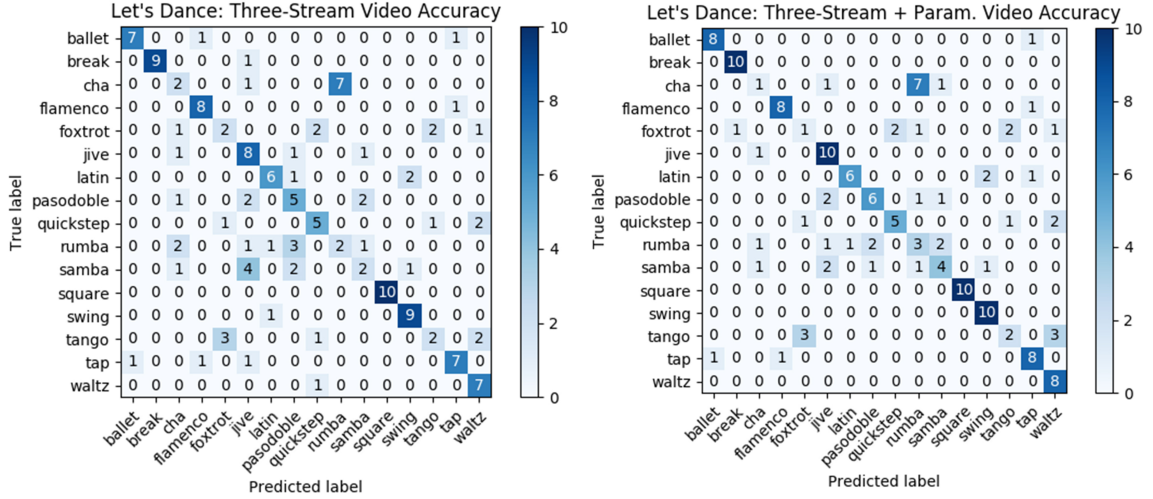 Let's Dance: Three-Stream Video Accuracy
ballet 7 0 0 1 0 0 0 0 0 0 0 0 0 0 1 0
break 0 9 0 0 0 1 0 0 0 0 0 0 0 0 0 0
cha 0 0 2 0 0 1 0 0 0 7 0 0 0 0 0 0
flamenco 0 0 0 8 0 0 0 0 0 0 0 0 0 0 1 0
foxtrot 0 0 1 0 2 0 0 0 2 0 0 0 0 2 0 1
jive 0 0 1 0 0 8 0 1 0 0 1 0 0 0 0 0
latin 0 0 0 0 0 0 6 1 0 0 0 0 2 0 0 0
pasodoble 0 0 1 0 0 2 0 5 0 0 2 0 0 0 0 0
quickstep 0 0 0 0 1 0 0 0 5 0 0 0 0 1 0 2
rumba 0 0 2 0 0 1 1 3 0 2 1 0 0 0 0 0
samba 0 0 1 0 0 4 0 2 0 0 2 0 1 0 0 0
square 0 0 0 0 0 0 0 0 0 0 0 10 0 0 0 0
swing 0 0 0 0 0 0 1 0 0 0 0 0 9 0 0 0
tango 0 0 0 0 3 0 0 0 1 0 0 0 0 2 0 2
tap 1 0 0 1 0 1 0 0 0 0 0 0 0 0 7 0
waltz 0 0 0 0 0 0 0 0 1 0 0 0 0 0 0 7
ballet break cha flamenco foxtrot jive latin pasodoble quickstep rumba samba square swing tango tap waltz
Predicted label
True label
10
8
6
4
2
0
Let's Dance: Three-Stream + Param. Video Accuracy
ballet 8 0 0 0 0 0 0 0 0 0 0 0 0 0 1 0
break 0 10 0 0 0 0 0 0 0 0 0 0 0 0 0 0
cha 0 0 1 0 0 1 0 0 0 7 1 0 0 0 0 0
flamenco 0 0 0 8 0 0 0 0 0 0 0 0 0 0 1 0
foxtrot 0 1 0 0 1 0 0 0 2 1 0 0 0 2 0 1
jive 0 0 1 0 0 10 0 0 0 0 0 0 0 0 0 0
latin 0 0 0 0 0 0 6 0 0 0 0 0 2 0 1 0
pasodoble 0 0 0 0 0 2 0 6 0 1 1 0 0 0 0 0
quickstep 0 0 0 0 1 0 0 0 5 0 0 0 0 1 0 2
rumba 0 0 1 0 0 1 1 2 0 3 2 0 0 0 0 0
samba 0 0 1 0 0 2 0 1 0 1 4 0 1 0 0 0
square 0 0 0 0 0 0 0 0 0 0 0 10 0 0 0 0
swing 0 0 0 0 0 0 0 0 0 0 0 0 10 0 0 0
tango 0 0 0 0 3 0 0 0 0 0 0 0 0 2 0 3
tap 1 0 0 1 0 0 0 0 0 0 0 0 0 0 8 0
waltz 0 0 0 0 0 0 0 0 0 0 0 0 0 0 0 8
ballet break cha flamenco foxtrot jive latin pasodoble quickstep rumba samba square swing tango tap waltz
Predicted label
True label
10
8
6
4
2
0